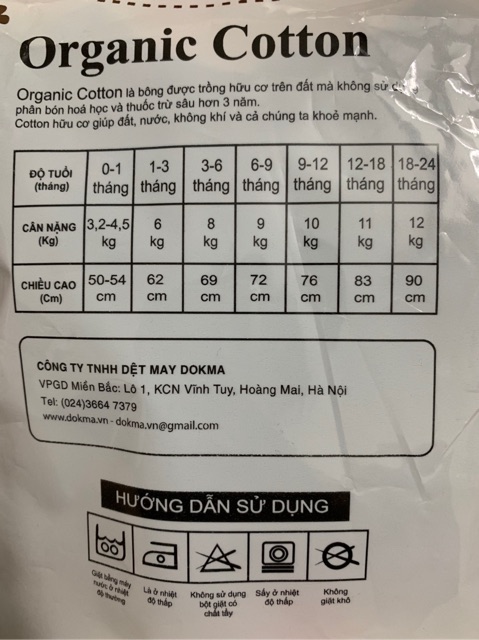 Organic Cotton
Organic Cotton là bông được trồng hữu cơ trên đất mà không sử dụng
phân bón hoá học và thuốc trừ sâu hơn 3 năm.
Cotton hữu cơ giúp đất, nước, không khí và cả chúng ta khoẻ mạnh.
ĐỘ TUỔI (tháng) 0-1 tháng 1-3 tháng 3-6 tháng 6-9 tháng 9-12 tháng 12-18 tháng 18-24 tháng
CÂN NẶNG (Kg) 3,2-4,5 kg 6 kg 8 kg 9 kg 10 kg 11 kg 12 kg
CHIỀU CAO (Cm) 50-54 cm 62 cm 69 cm 72 cm 76 cm 83 cm 90 cm
CÔNG TY TNHH DỆT MAY DOKMA
VPGD Miền Bắc: Lô 1, KCN Vĩnh Tuy, Hoàng Mai, Hà Nội
Tel: (024)3664 7379
www.dokma.vn - dokma.vn@gmail.com
HƯỚNG DẪN SỬ DỤNG
Giặt bằng máy nước ở nhiệt độ thường
Là ở nhiệt độ thấp
Không sử dụng bột giặt có chất tẩy
Sấy ở nhiệt độ thấp
Không giặt khô